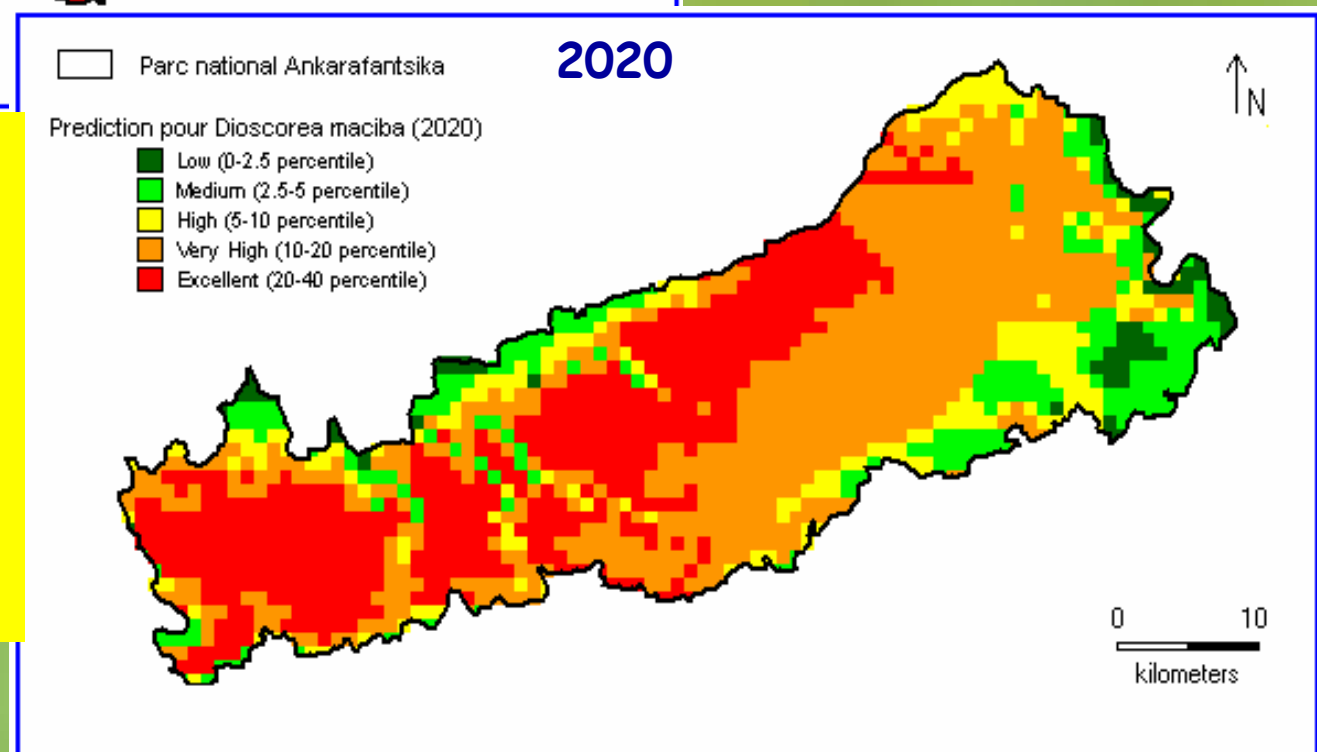 2020
Parc national Ankarafantsika
N
Prediction pour Dioscorea maciba (2020)
Low (0-2.5 percentile)
Medium (2.5-5 percentile)
High (5-10 percentile)
Very High (10-20 percentile)
Excellent (20-40 percentile)
0 10
kilometers